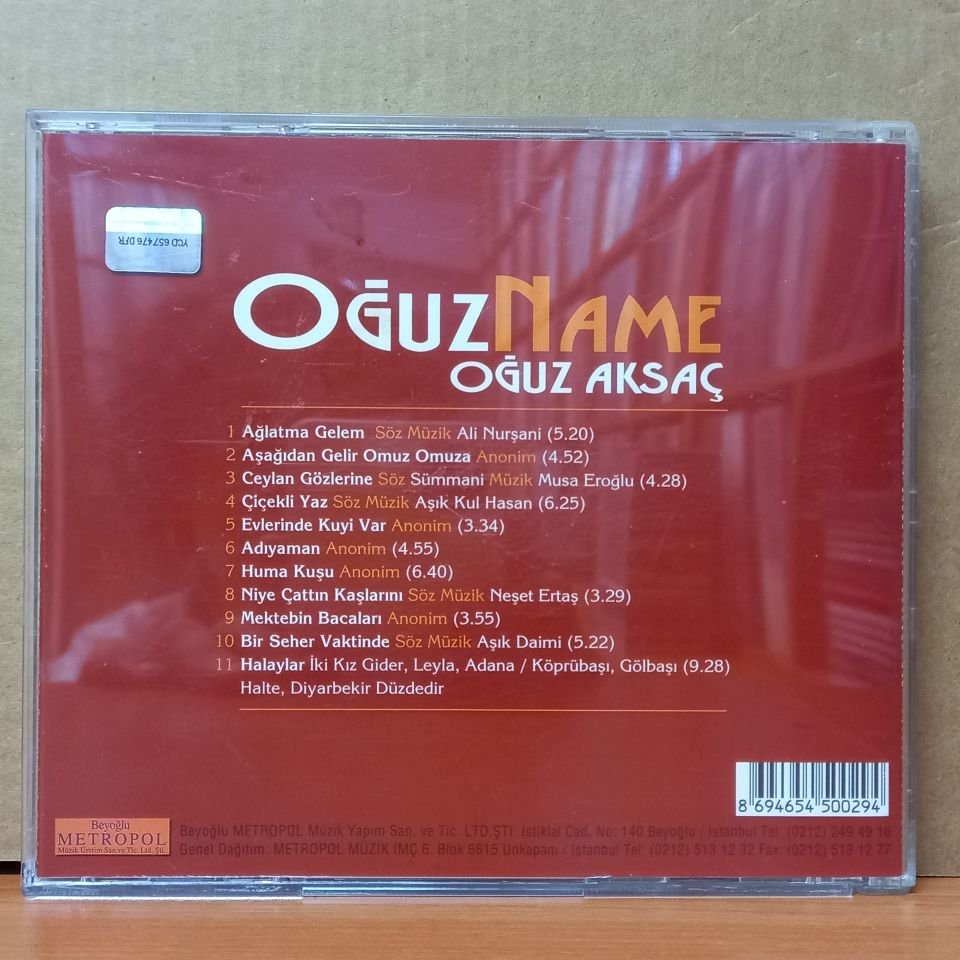 YCD 657476 DFR
OĞUZNAME
OĞUZ AKSAÇ
1 Ağlatma Gelem Söz Müzik Ali Nurşani (5.20)
2 Aşağıdan Gelir Omuz Omuza Anonim (4.52)
3 Ceylan Gözlerine Söz Sümmani Müzik Musa Eroğlu (4.28)
4 Çiçekli Yaz Söz Müzik Aşık Kul Hasan (6.25)
5 Evlerinde Kuyi Var Anonim (3.34)
6 Adıyaman Anonim (4.55)
7 Huma Kuşu Anonim (6.40)
8 Niye Çattın Kaşlarını Söz Müzik Neşet Ertaş (3.29)
9 Mektebin Bacaları Anonim (3.55)
10 Bir Seher Vaktinde Söz Müzik Aşık Daimi (5.22)
11 Halaylar İki Kız Gider, Leyla, Adana / Köprübaşı, Gölbaşı (9.28)
Halte, Diyarbekir Düzdedir
8 694654 500294
Beyoğlu
METROPOL
Müzik Üretim San. ve Tic. Ltd. Şti.
Beyoğlu METROPOL Müzik Yapım San. ve Tic. LTD.ŞTİ. İstiklal Cad. No: 140 Beyoğlu / İstanbul Tel: (0212) 249 49 16
Genel Dağıtım: METROPOL MÜZİK İMÇ 6. Blok 6615 Unkapanı / İstanbul Tel: (0212) 513 12 32 Fax: (0212) 513 12 77